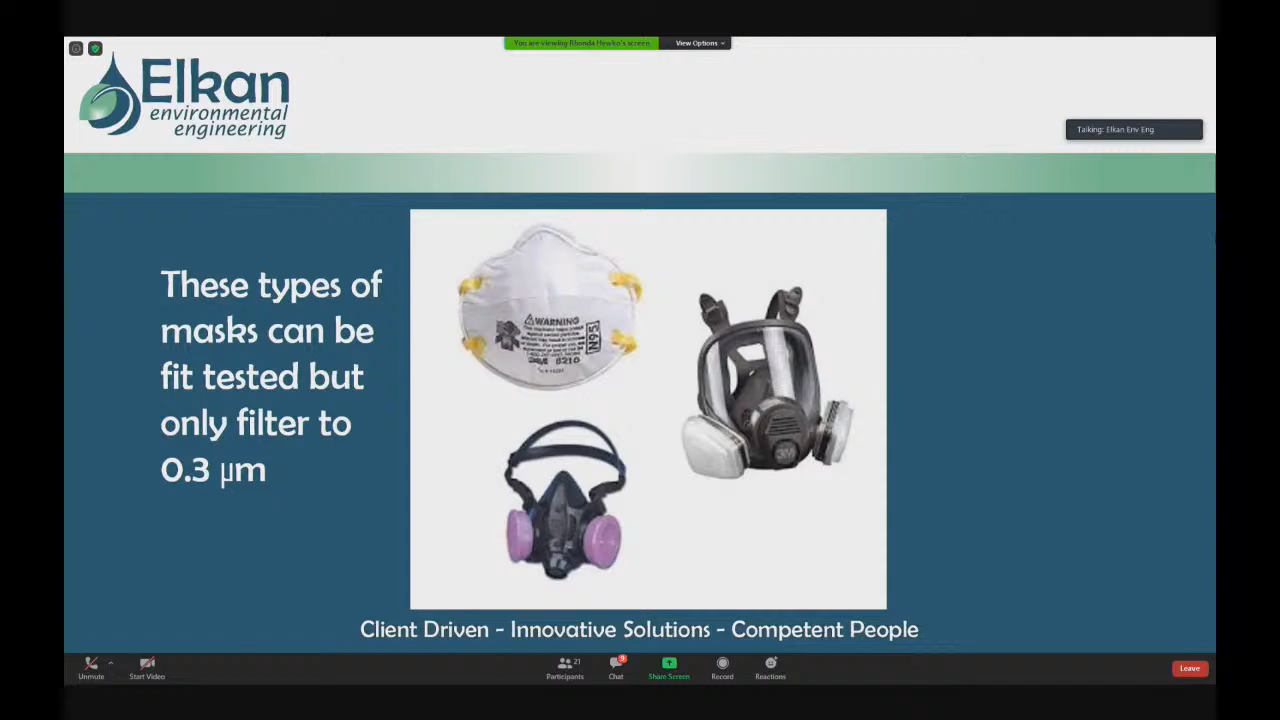 You are viewing Rhonda Hewko's screen
View Options
Elkan
environmental
engineering
Talking: Elkan Env Eng
These types of
masks can be
fit tested but
only filter to
0.3 µm
WARNING
N95
8210
3M
Client Driven - Innovative Solutions - Competent People
Unmute
Start Video
Participants
21
Chat
9
Share Screen
Record
Reactions
Leave